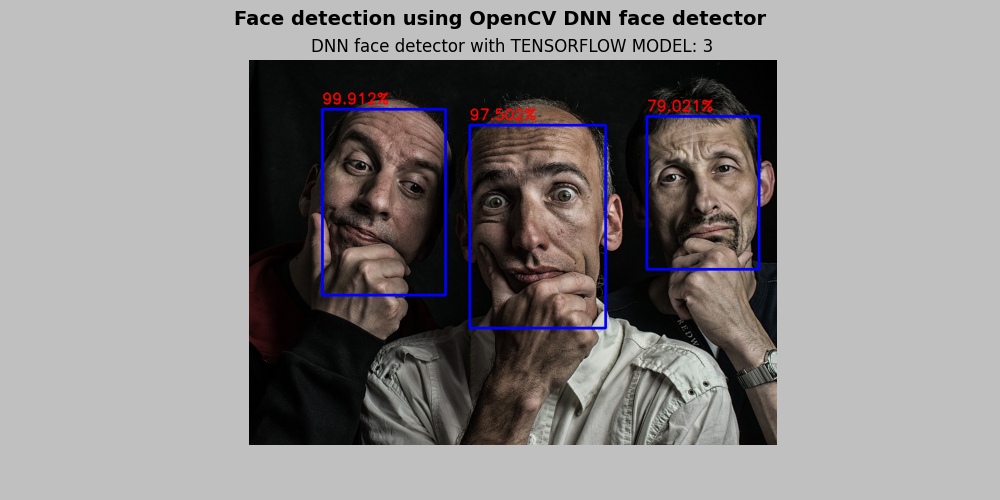 Face detection using OpenCV DNN face detector
DNN face detector with TENSORFLOW MODEL: 3
99.912%
97.502%
79.021%
REDW